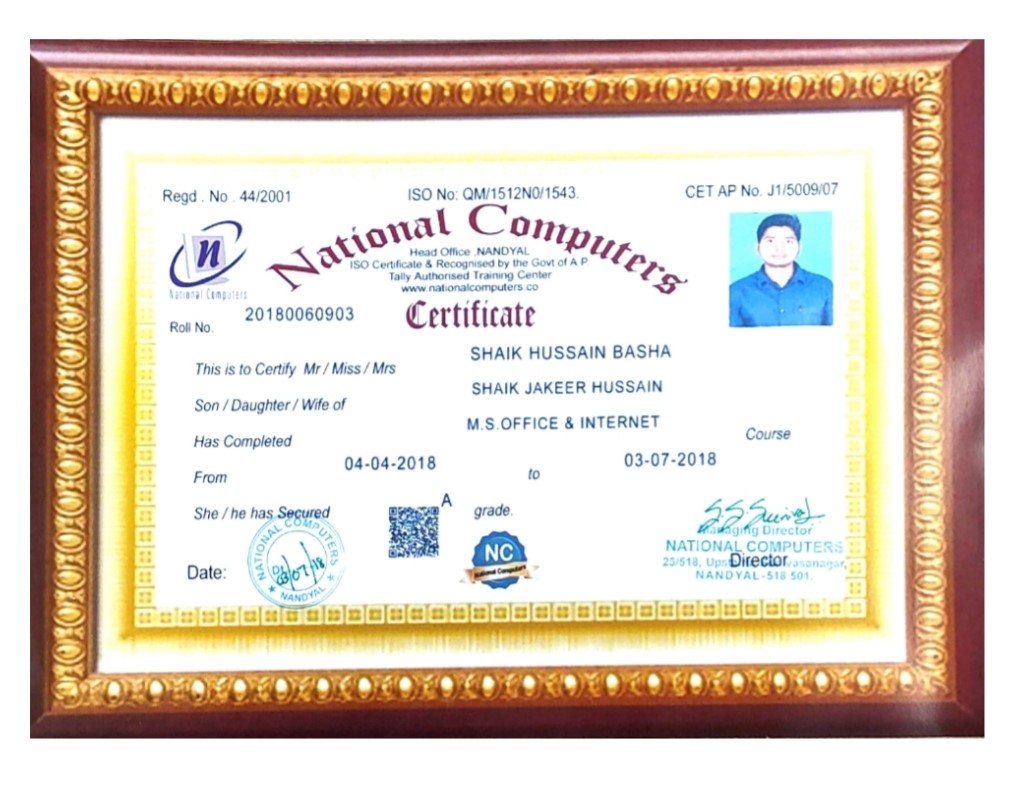 Regd . No . 44/2001 ISO No: QM/1512N0/1543. CET AP No. J1/5009/07
National Computers
n
National Computers
Head Office ,NANDYAL
ISO Certificate & Recognised by the Govt of A P
Tally Authorised Training Center
www.nationalcomputers.co
Certificate
Roll No. 20180060903
This is to Certify Mr / Miss / Mrs SHAIK HUSSAIN BASHA
Son / Daughter / Wife of SHAIK JAKEER HUSSAIN
Has Completed M.S.OFFICE & INTERNET Course
From 04-04-2018 to 03-07-2018
She / he has Secured A grade.
Date:
NATIONAL COMPUTERS
03/07/18
NANDYAL
NC
National Computers
Managing Director
NATIONAL COMPUTERS
Director
25/518,
NANDYAL-518 501.